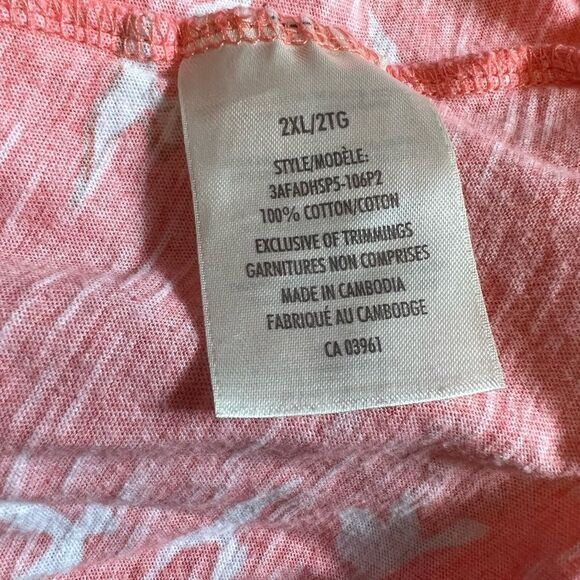 2XL/2TG
STYLE/MODÈLE:
3AFADHSP5-106P2
100% COTTON/COTON
EXCLUSIVE OF TRIMMINGS
GARNITURES NON COMPRISES
MADE IN CAMBODIA
FABRIQUÉ AU CAMBODGE
CA 03961